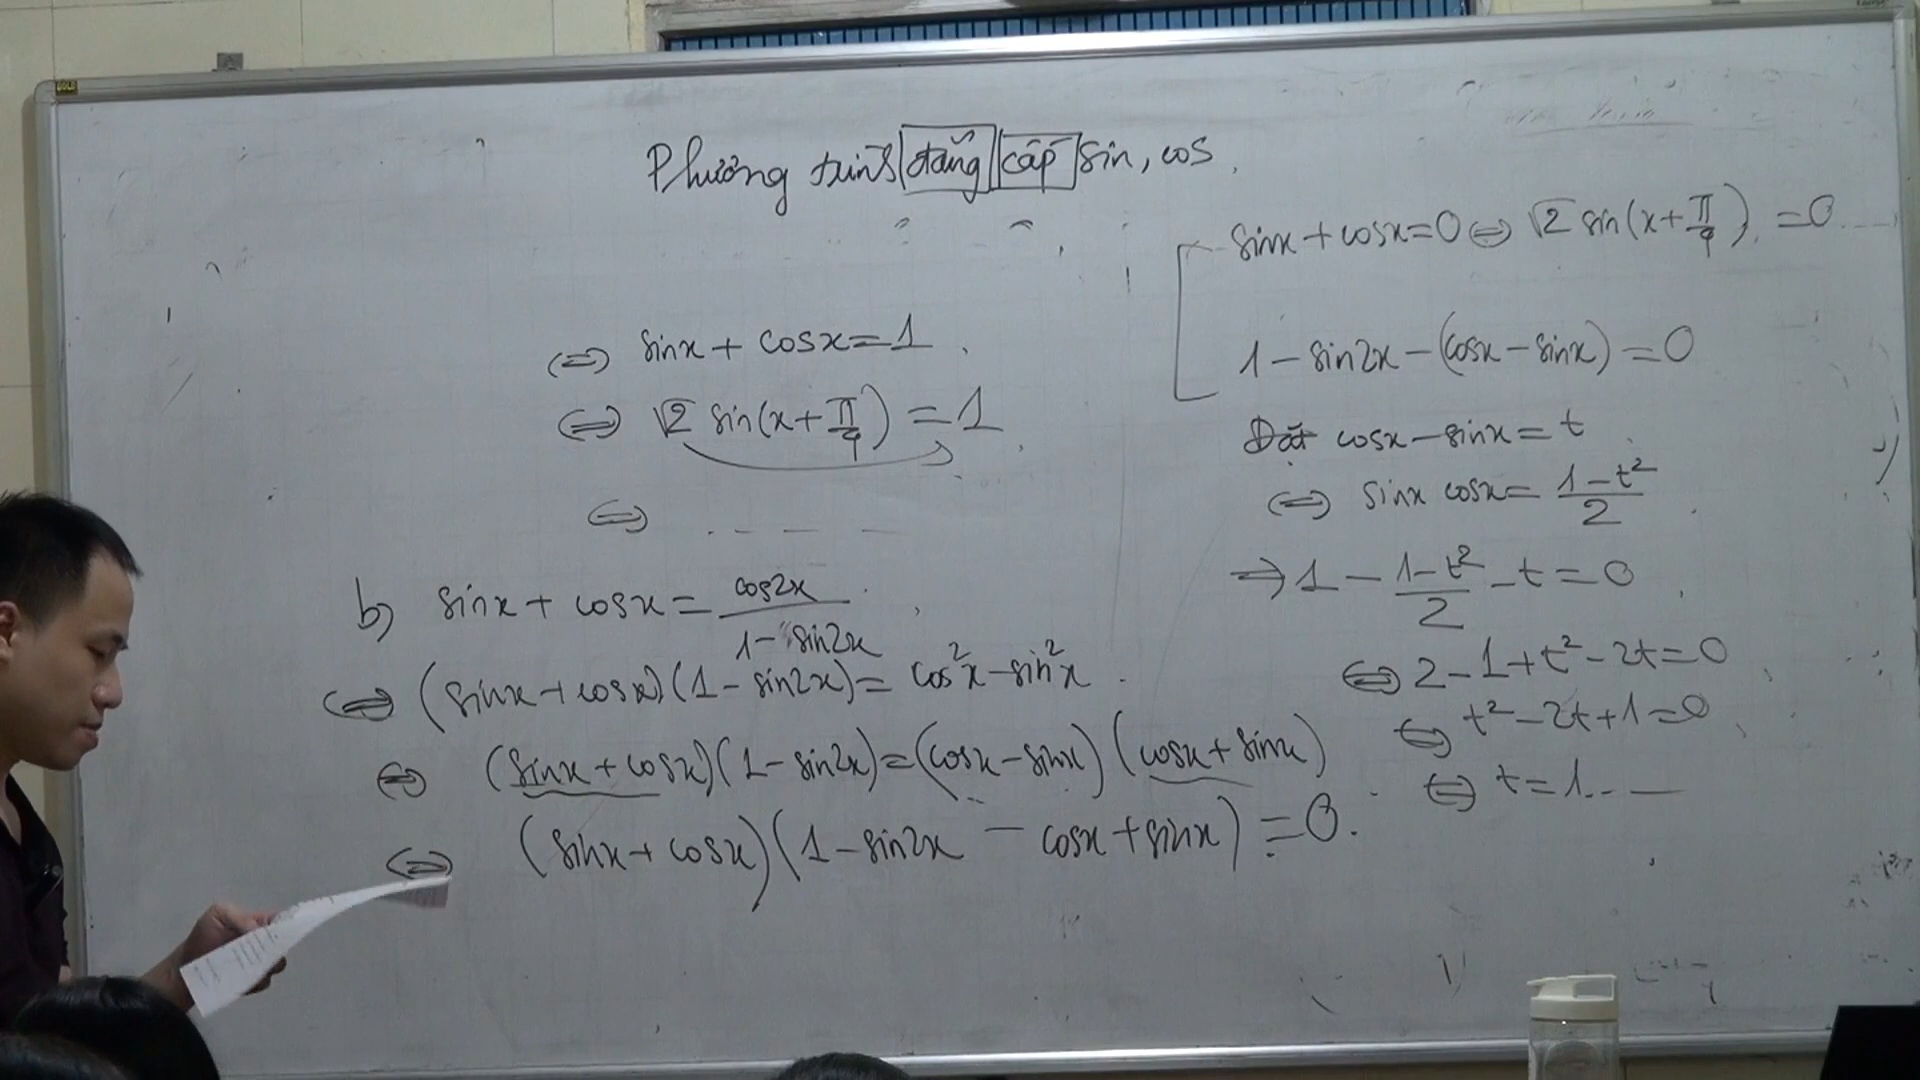 Phương trình đẳng cấp sin, cos.
⇔ sinx + cosx = 1
⇔ √2 sin(x + π/4) = 1
⇔ - - - -
b) sinx + cosx = cos2x / (1 - sin2x)
⇔ (sinx + cosx)(1 - sin2x) = cos²x - sin²x
⇔ (sinx + cosx)(1 - sin2x) = (cosx - sinx)(cosx + sinx)
⇔ (sinx + cosx)(1 - sin2x - cosx + sinx) = 0.
sinx + cosx = 0 ⇔ √2 sin(x + π/4) = 0 ....
1 - sin2x - (cosx - sinx) = 0
Đặt cosx - sinx = t
⇔ sinx cosx = (1 - t²)/2
⇒ 1 - (1 - t²)/2 - t = 0
⇔ 2 - 1 + t² - 2t = 0
⇔ t² - 2t + 1 = 0
⇔ t = 1 . - -